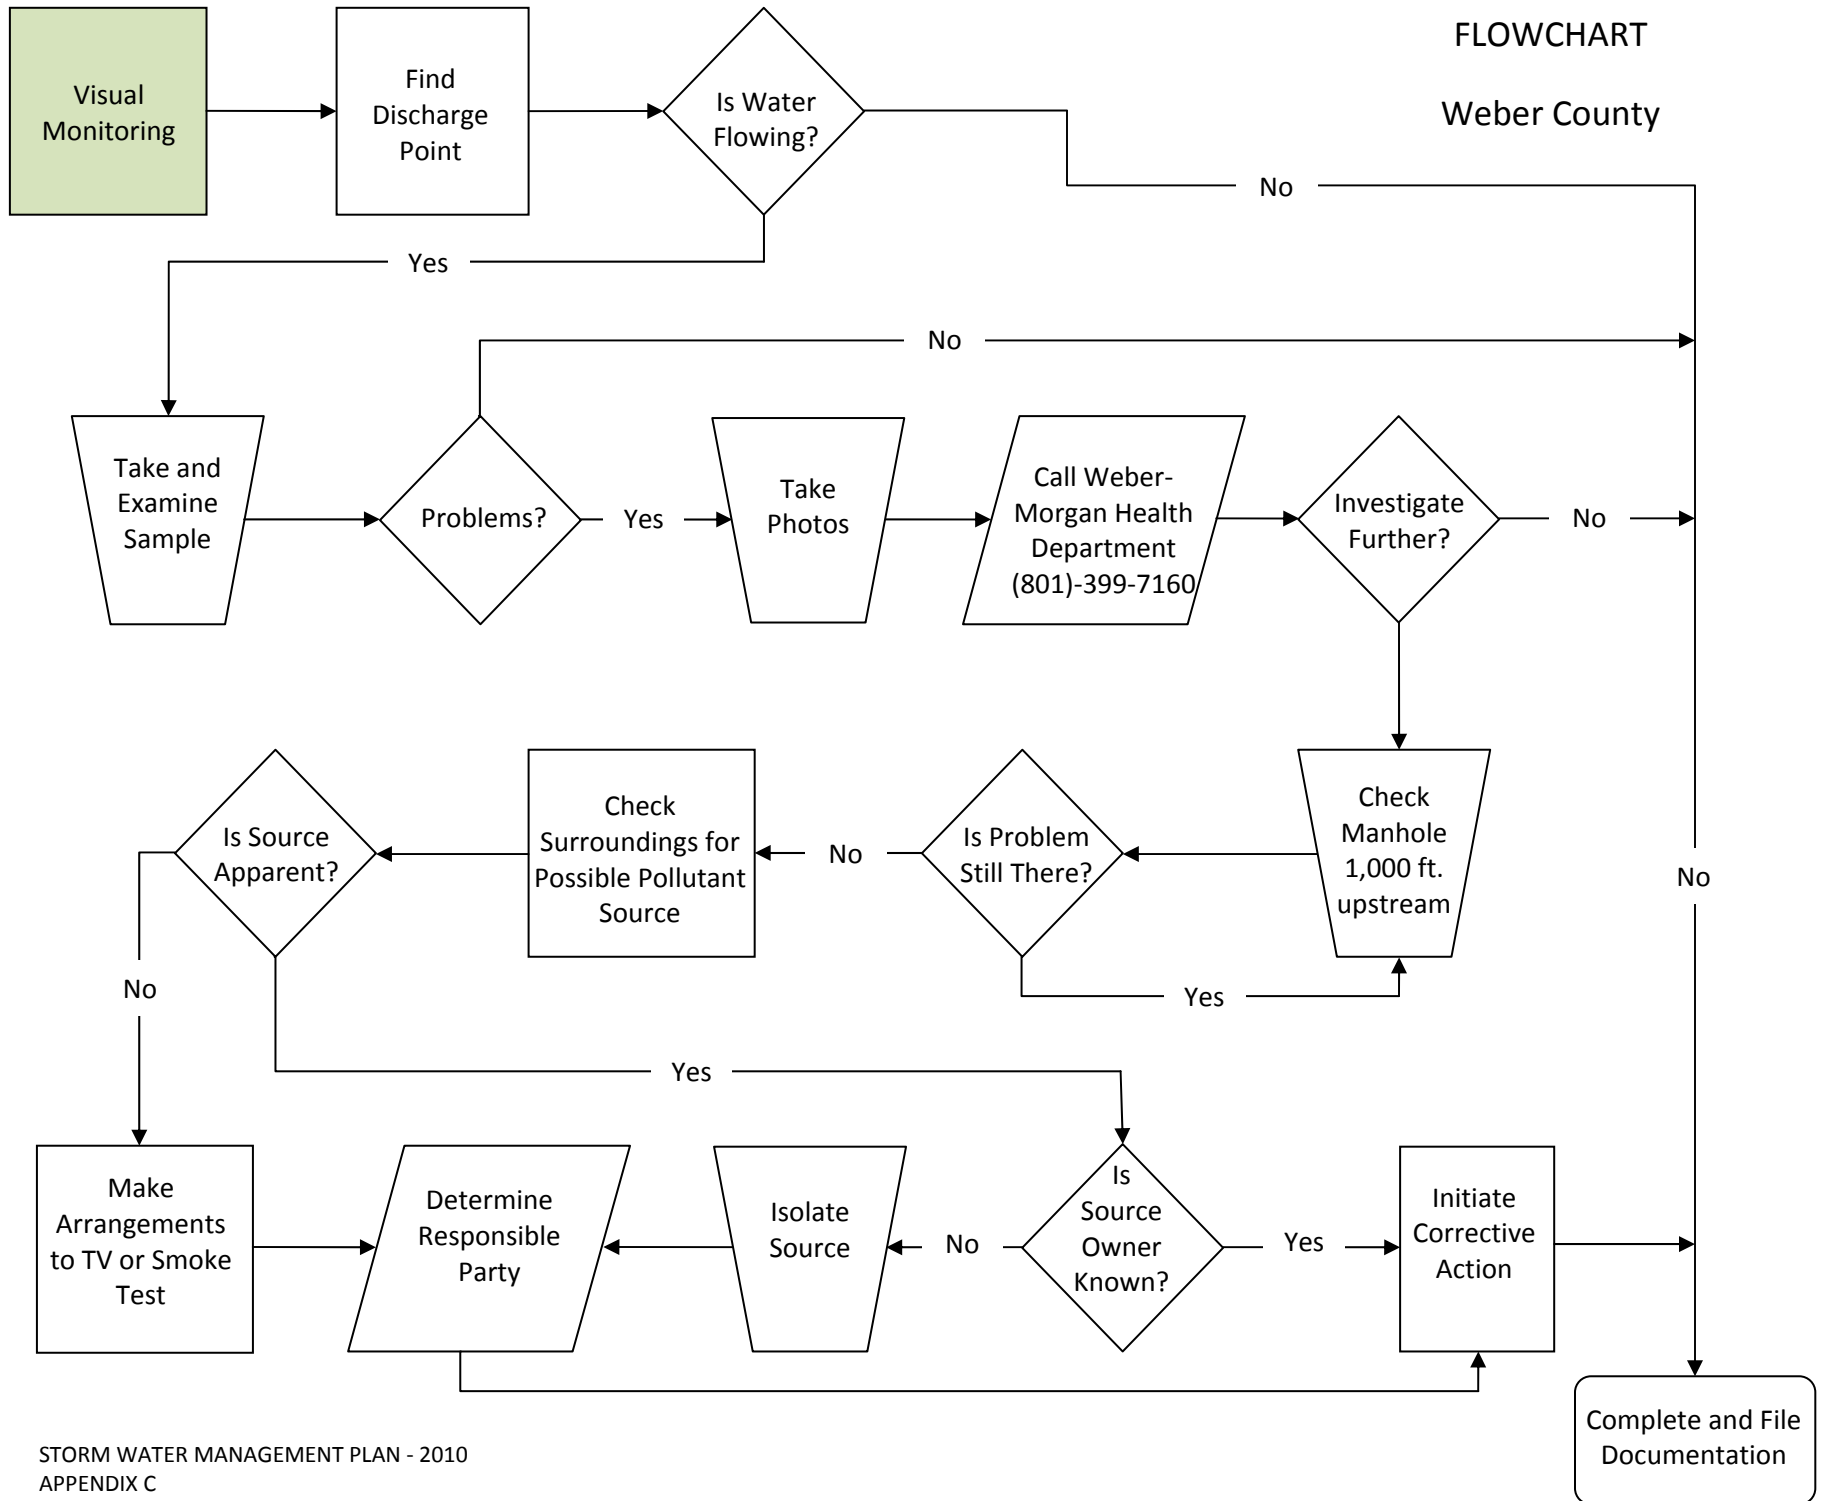 FLOWCHART
Weber County
Visual
Monitoring
Find
Discharge
Point
Is Water
Flowing?
No
Yes
No
Take and
Examine
Sample
Problems?
Yes
Take
Photos
Call Weber-
Morgan Health
Department
(801)-399-7160
Investigate
Further?
No
Check
Manhole
1,000 ft.
upstream
Is Problem
Still There?
No
Yes
Check
Surroundings for
Possible Pollutant
Source
Is Source
Apparent?
No
No
Yes
Make
Arrangements
to TV or Smoke
Test
Determine
Responsible
Party
Isolate
Source
No
Is
Source
Owner
Known?
Yes
Initiate
Corrective
Action
Complete and File
Documentation
STORM WATER MANAGEMENT PLAN - 2010
APPENDIX C